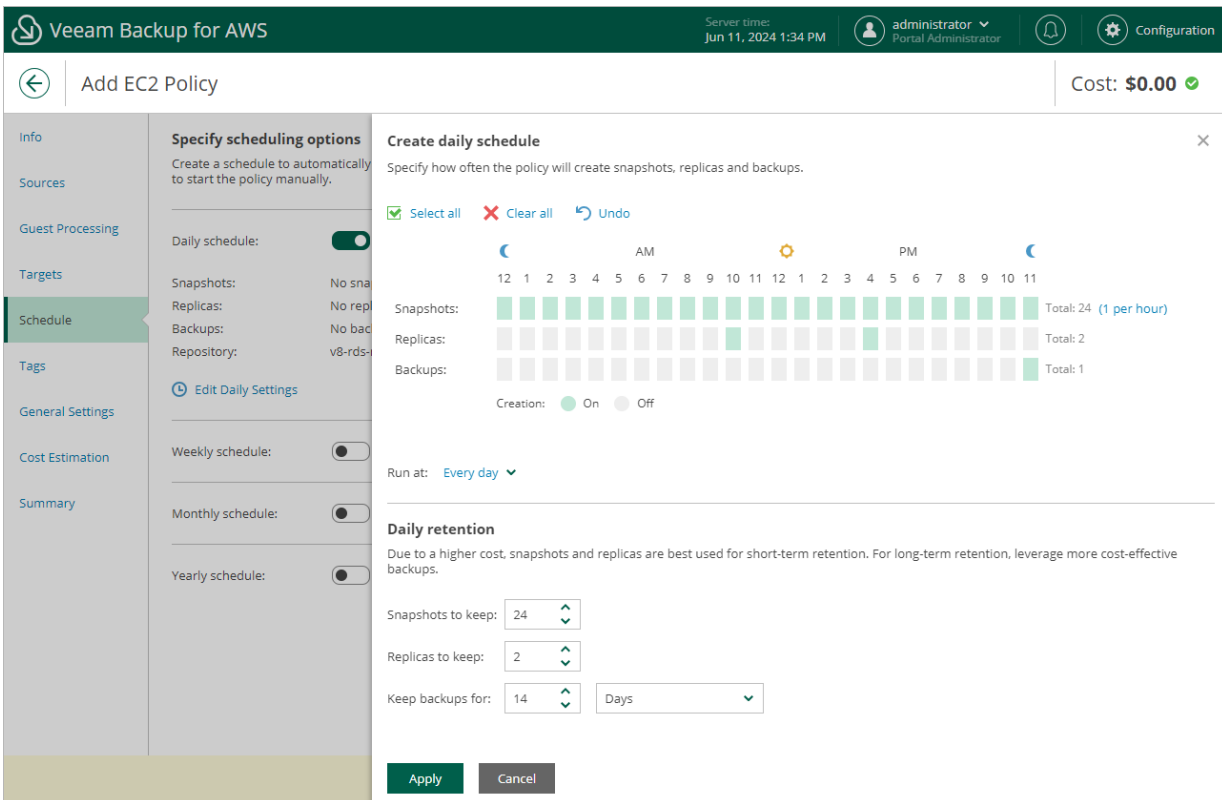 Veeam Backup for AWS
Server time:
Jun 11, 2024 1:34 PM
administrator
Portal Administrator
Configuration
Add EC2 Policy
Cost: $0.00
Info
Sources
Guest Processing
Targets
Schedule
Tags
General Settings
Cost Estimation
Summary
Specify scheduling options
Create a schedule to automatically
to start the policy manually.
Daily schedule:
Snapshots: No sna
Replicas: No repl
Backups: No bac
Repository: v8-rds-
Edit Daily Settings
Weekly schedule:
Monthly schedule:
Yearly schedule:
Create daily schedule
Specify how often the policy will create snapshots, replicas and backups.
Select all Clear all Undo
AM PM
12 1 2 3 4 5 6 7 8 9 10 11 12 1 2 3 4 5 6 7 8 9 10 11
Snapshots: Total: 24 (1 per hour)
Replicas: Total: 2
Backups: Total: 1
Creation: On Off
Run at: Every day
Daily retention
Due to a higher cost, snapshots and replicas are best used for short-term retention. For long-term retention, leverage more cost-effective
backups.
Snapshots to keep: 24
Replicas to keep: 2
Keep backups for: 14 Days
Apply Cancel